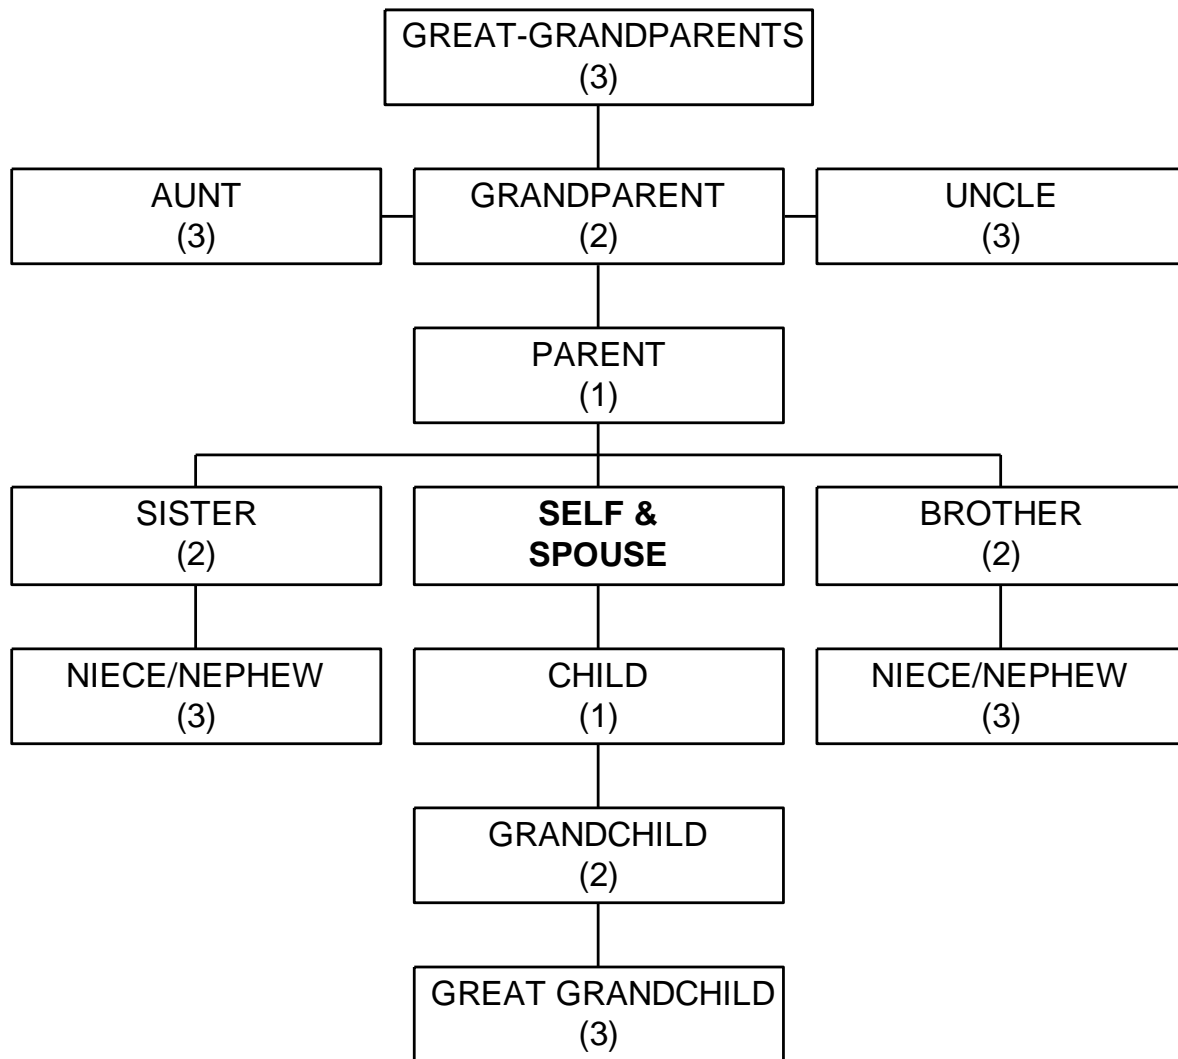 GREAT-GRANDPARENTS
(3)
AUNT
(3)
GRANDPARENT
(2)
UNCLE
(3)
PARENT
(1)
SISTER
(2)
SELF &
SPOUSE
BROTHER
(2)
NIECE/NEPHEW
(3)
CHILD
(1)
NIECE/NEPHEW
(3)
GRANDCHILD
(2)
GREAT GRANDCHILD
(3)